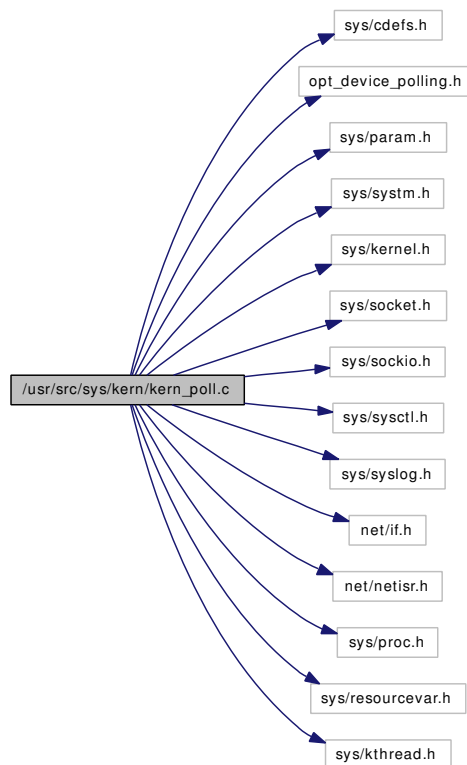 sys/cdefs.h
opt_device_polling.h
sys/param.h
sys/systm.h
sys/kernel.h
sys/socket.h
/usr/src/sys/kern/kern_poll.c
sys/sockio.h
sys/sysctl.h
sys/syslog.h
net/if.h
net/netisr.h
sys/proc.h
sys/resourcevar.h
sys/kthread.h